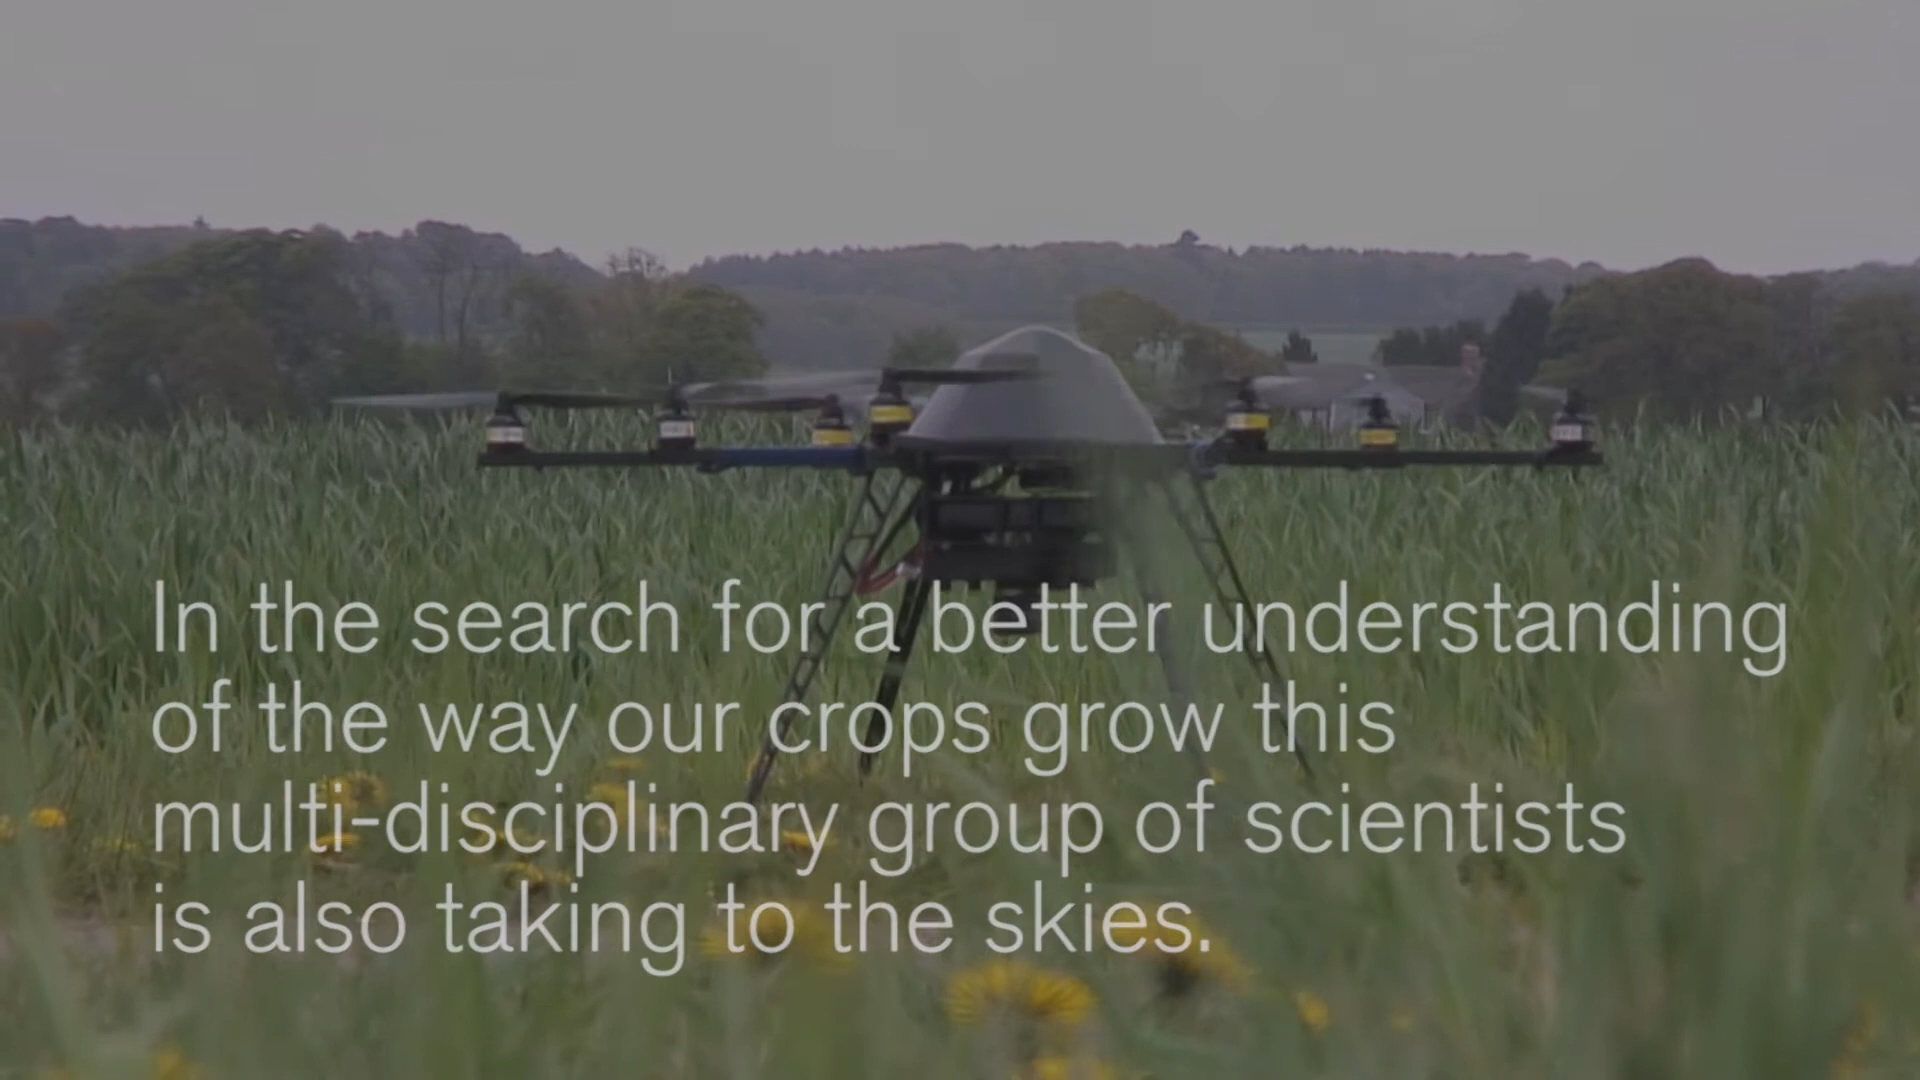 In the search for a better understanding
of the way our crops grow this
multi-disciplinary group of scientists
is also taking to the skies.